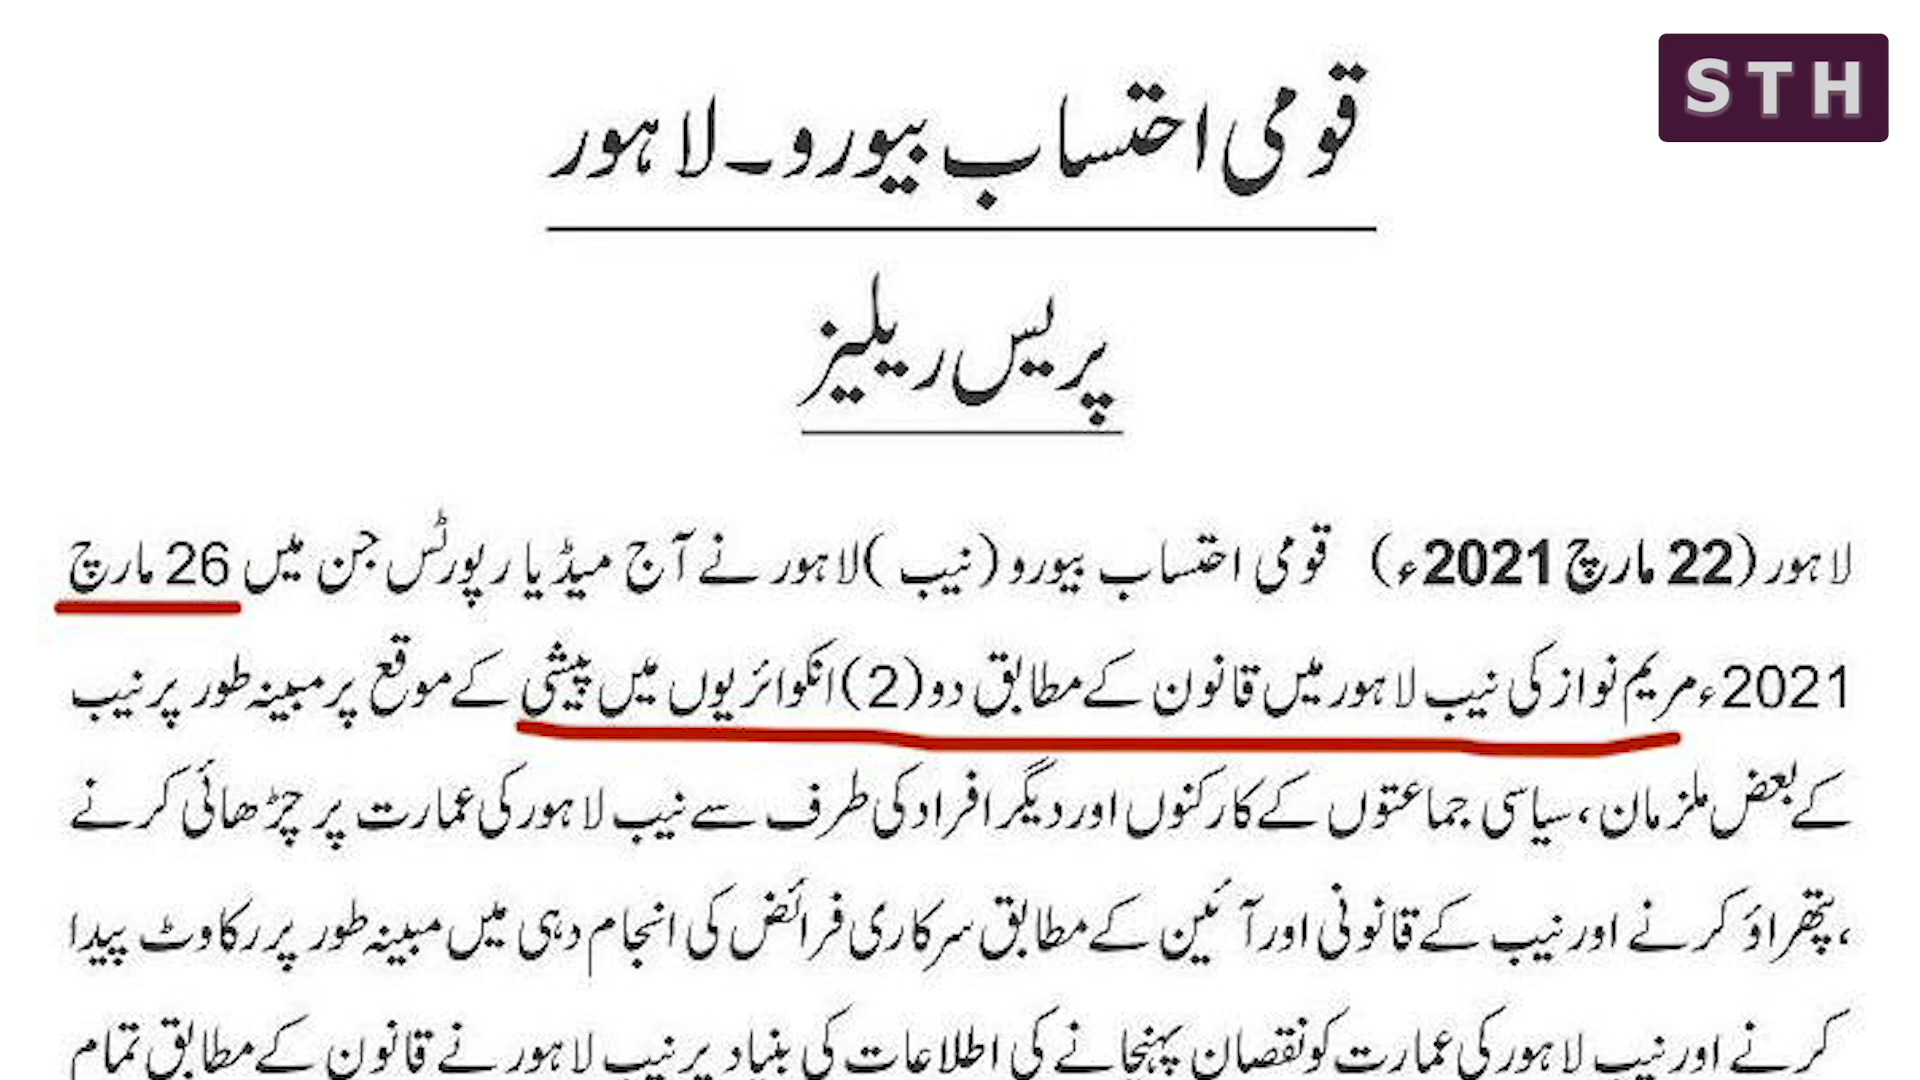 STH
قومی احتساب بیورو۔لاہور
پریس ریلیز
لاہور(22 مارچ 2021ء) قومی احتساب بیورو(نیب)لاہور نے آج میڈیا رپورٹس جن میں 26 مارچ
2021ء مریم نواز کی نیب لاہور میں قانون کے مطابق دو(2)انکوائریوں میں پیشی کے موقع پر مبینہ طور پر نیب
کے بعض ملزمان، سیاسی جماعتوں کے کارکنوں اور دیگر افراد کی طرف سے نیب لاہور کی عمارت پر چڑھائی کرنے
،پتھراؤ کرنے اور نیب کے قانونی اور آئین کے مطابق سرکاری فرائض کی انجام دہی میں مبینہ طور پر رکاوٹ پیدا
کرنے اور نیب لاہور کی عمارت کو نقصان پہنچانے کی اطلاعات کی بنیاد پر نیب لاہور نے قانون کے مطابق تمام